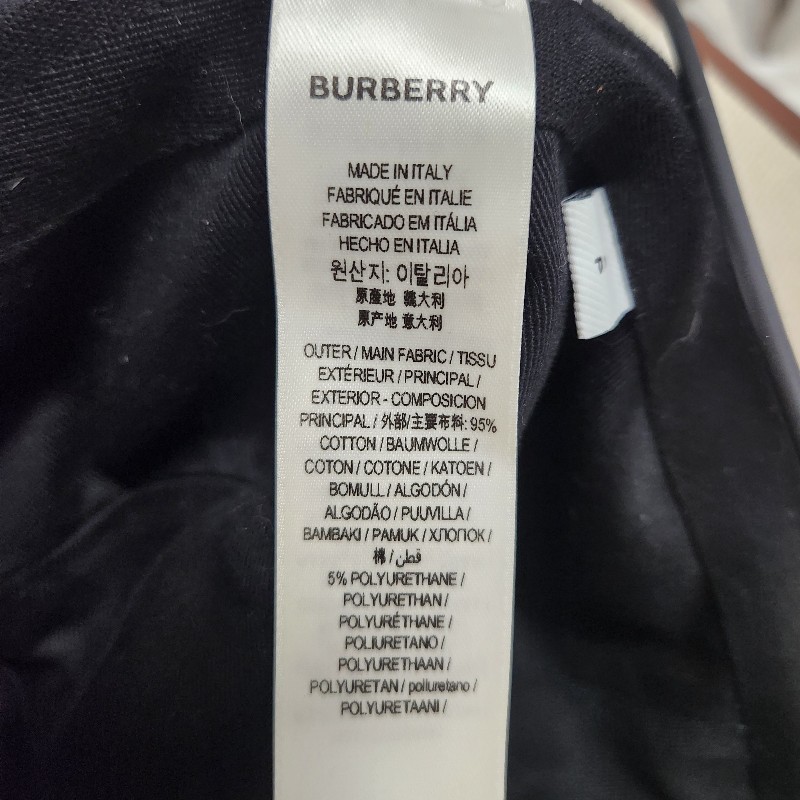 BURBERRY
MADE IN ITALY
FABRIQUÉ EN ITALIE
FABRICADO EM ITÁLIA
HECHO EN ITALIA
원산지: 이탈리아
原產地 義大利
原产地 意大利
OUTER / MAIN FABRIC / TISSU
EXTÉRIEUR / PRINCIPAL /
EXTERIOR - COMPOSICION
PRINCIPAL / 外部/主要布料: 95%
COTTON / BAUMWOLLE /
COTON / COTONE / KATOEN /
BOMULL / ALGODÓN /
ALGODÃO / PUUVILLA /
BAMBAKI / PAMUK / ХЛОПОК /
棉 / قطن /
5% POLYURETHANE /
POLYURETHAN /
POLYURÉTHANE /
POLIURETANO /
POLYURETHAAN /
POLYURETAN / poliuretano /
POLYURETAANI /